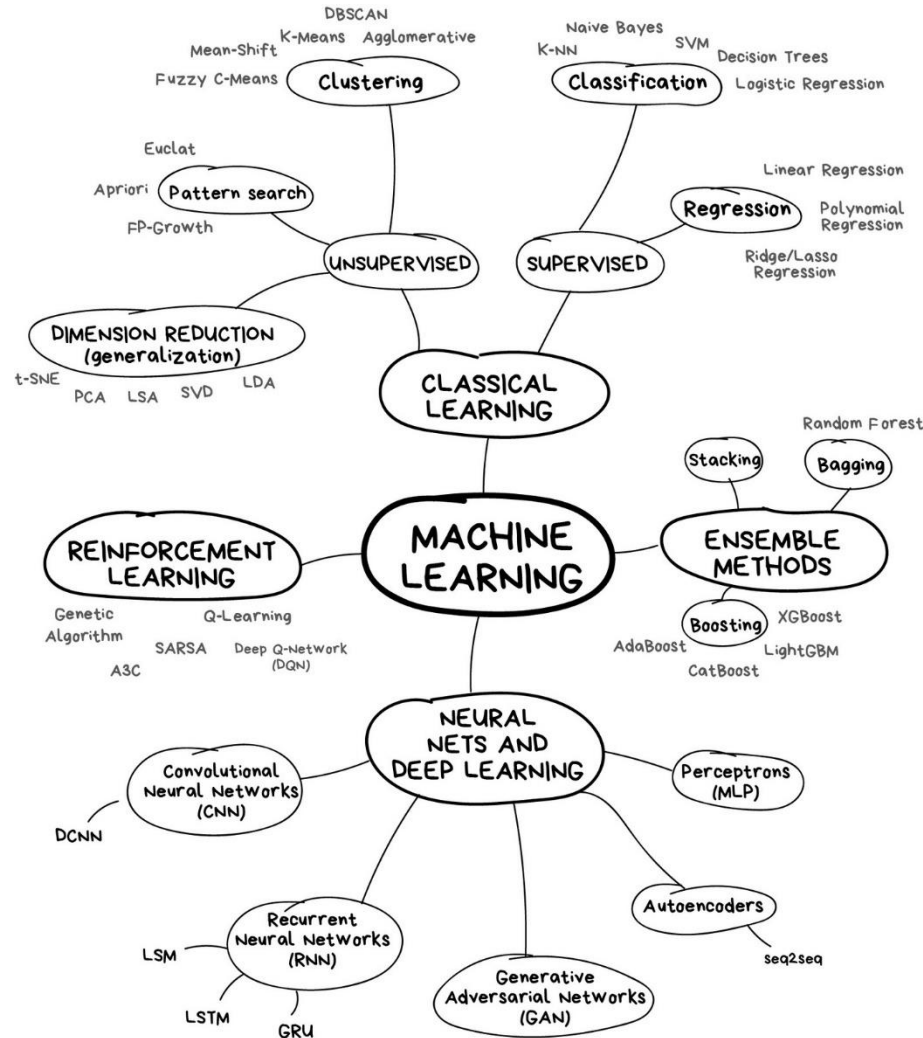 DBSCAN
K-Means
Agglomerative
Mean-Shift
Fuzzy C-Means
Clustering
Naive Bayes
K-NN
SVM
Decision Trees
Classification
Logistic Regression
Euclat
Apriori
Pattern search
FP-Growth
Linear Regression
Regression
Polynomial
Regression
Ridge/Lasso
Regression
UNSUPERVISED
SUPERVISED
DIMENSION REDUCTION
(generalization)
t-SNE
PCA
LSA
SVD
LDA
CLASSICAL
LEARNING
Random Forest
Stacking
Bagging
MACHINE
LEARNING
REINFORCEMENT
LEARNING
ENSEMBLE
METHODS
Genetic
Algorithm
Q-Learning
SARSA
Deep Q-Network
(DQN)
A3C
Boosting
XGBoost
AdaBoost
LightGBM
CatBoost
NEURAL
NETS AND
DEEP LEARNING
Convolutional
Neural Networks
(CNN)
DCNN
Perceptrons
(MLP)
Recurrent
Neural Networks
(RNN)
LSM
LSTM
GRU
Generative
Adversarial Networks
(GAN)
Autoencoders
seq2seq